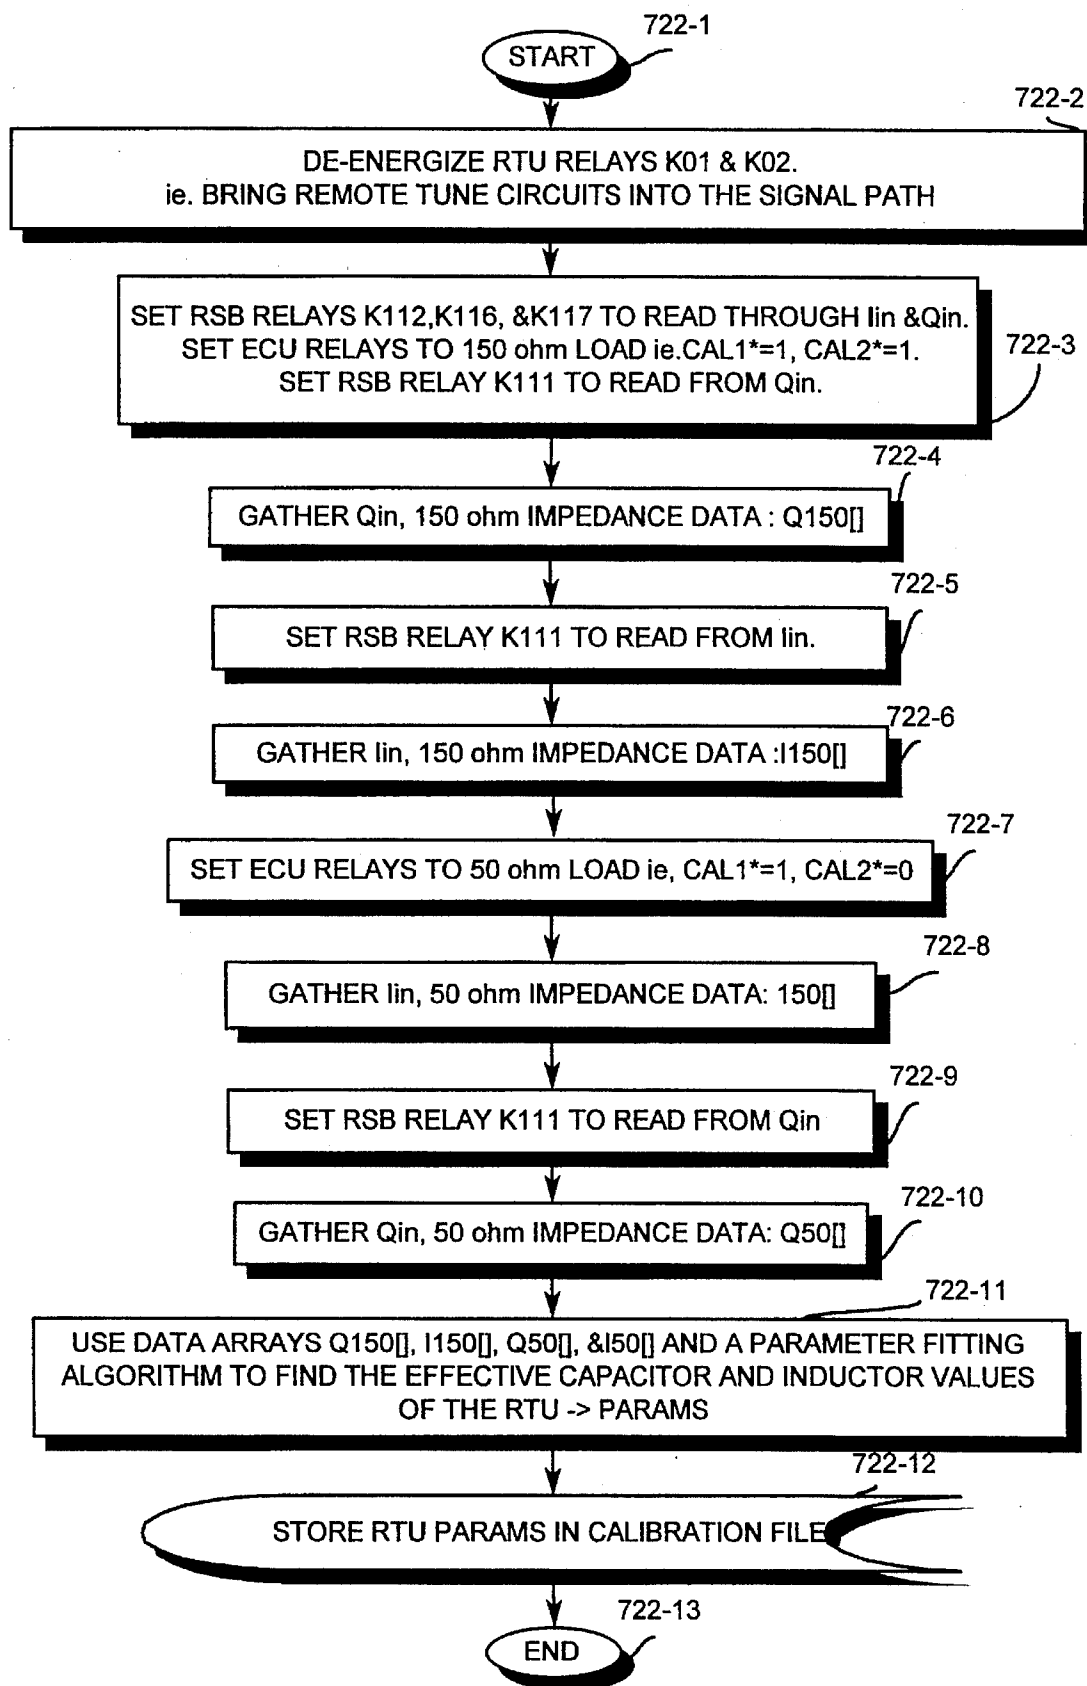 722-1
START
722-2
DE-ENERGIZE RTU RELAYS K01 & K02.
ie. BRING REMOTE TUNE CIRCUITS INTO THE SIGNAL PATH
SET RSB RELAYS K112,K116, &K117 TO READ THROUGH Iin &Qin.
SET ECU RELAYS TO 150 ohm LOAD ie.CAL1*=1, CAL2*=1.
SET RSB RELAY K111 TO READ FROM Qin.
722-3
722-4
GATHER Qin, 150 ohm IMPEDANCE DATA : Q150[]
722-5
SET RSB RELAY K111 TO READ FROM Iin.
722-6
GATHER Iin, 150 ohm IMPEDANCE DATA :I150[]
722-7
SET ECU RELAYS TO 50 ohm LOAD ie, CAL1*=1, CAL2*=0
722-8
GATHER Iin, 50 ohm IMPEDANCE DATA: 150[]
722-9
SET RSB RELAY K111 TO READ FROM Qin
722-10
GATHER Qin, 50 ohm IMPEDANCE DATA: Q50[]
722-11
USE DATA ARRAYS Q150[], I150[], Q50[], &I50[] AND A PARAMETER FITTING
ALGORITHM TO FIND THE EFFECTIVE CAPACITOR AND INDUCTOR VALUES
OF THE RTU -> PARAMS
722-12
STORE RTU PARAMS IN CALIBRATION FILE
722-13
END